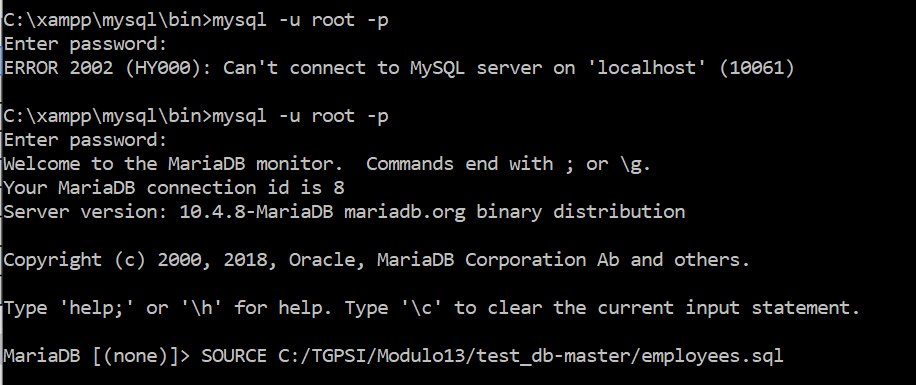 C:\xampp\mysql\bin>mysql -u root -p
Enter password:
ERROR 2002 (HY000): Can't connect to MySQL server on 'localhost' (10061)
C:\xampp\mysql\bin>mysql -u root -p
Enter password:
Welcome to the MariaDB monitor.  Commands end with ; or \g.
Your MariaDB connection id is 8
Server version: 10.4.8-MariaDB mariadb.org binary distribution
Copyright (c) 2000, 2018, Oracle, MariaDB Corporation Ab and others.
Type 'help;' or '\h' for help. Type '\c' to clear the current input statement.
MariaDB [(none)]> SOURCE C:/TGPSI/Modulo13/test_db-master/employees.sql